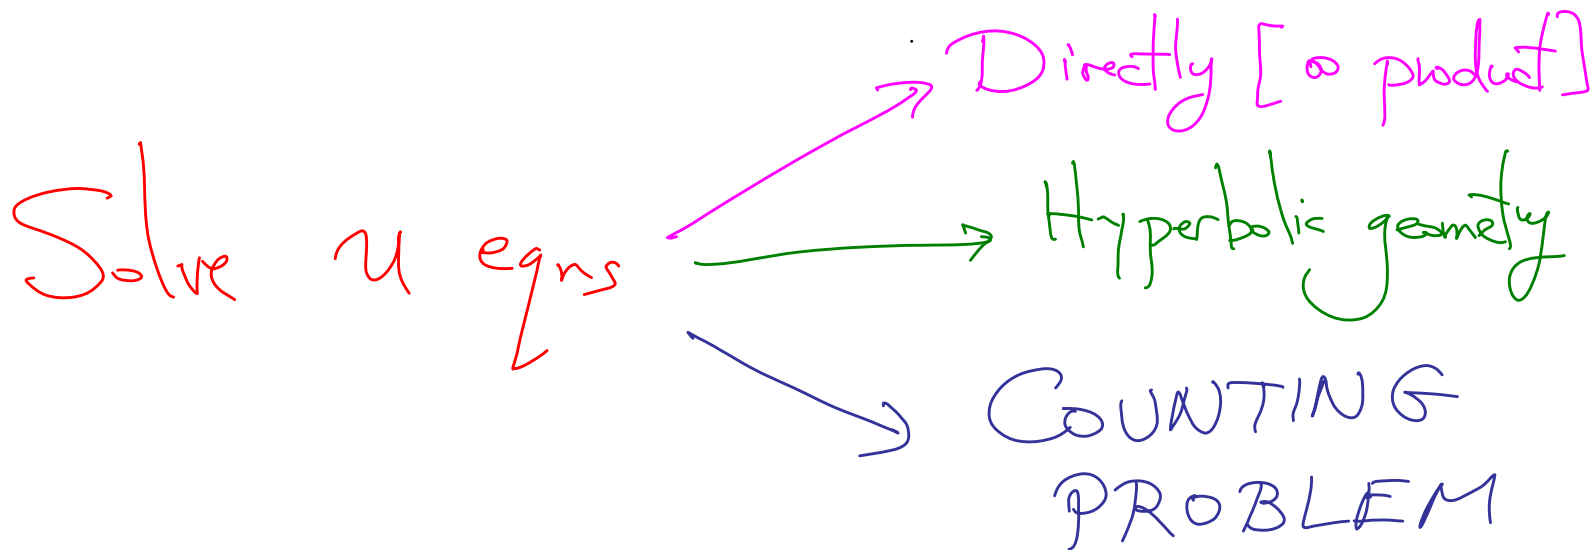 Directly [∞ product]
Solve u eqns
Hyperbolic geometry
COUNTING
PROBLEM